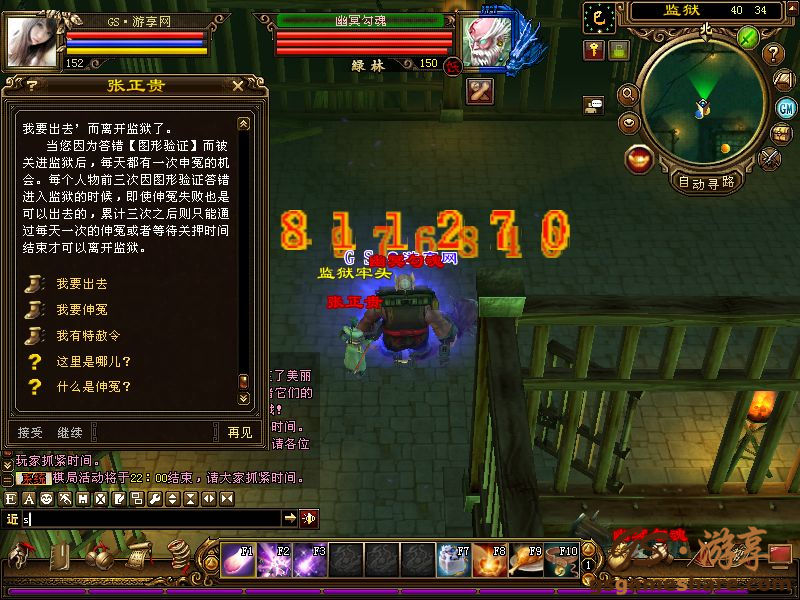 GS·游享网
152
幽冥勾魂
绿林
150
监狱 40 34
北
GM
自动寻路
张正贵
我要出去’而离开监狱了。
当您因为答错【图形验证】而被
关进监狱后，每天都有一次申冤的机
会。每个人物前三次因图形验证答错
进入监狱的时候，即使伸冤失败也是
可以出去的，累计三次之后则只能通
过每天一次的伸冤或者等待关押时间
结束才可以离开监狱。
我要出去
我要伸冤
我有特赦令
这里是哪儿？
什么是伸冤？
接受 继续 再见
811270
监狱牢头
张正贵
了美丽
它们的
时间。
请各位
玩家抓紧时间。
棋局活动将于22：00结束，请大家抓紧时间。
近 s
F1 F2 F3 F7 F8 F9 F10
1
游享